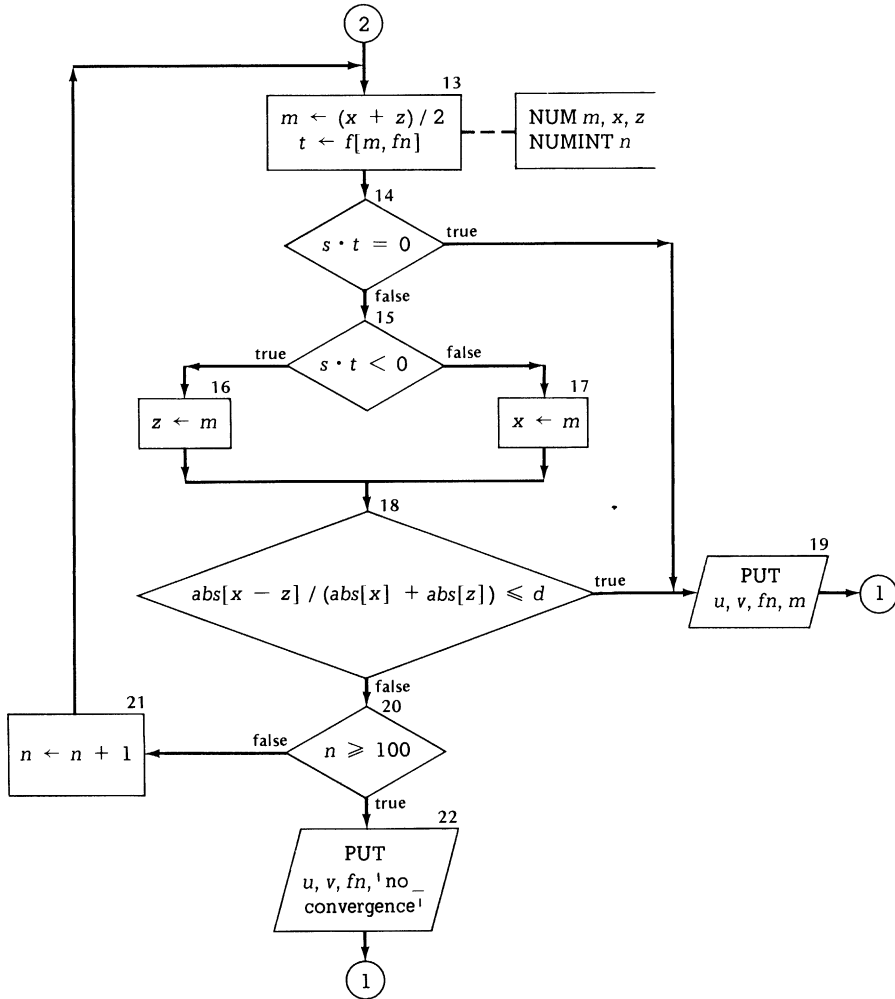 2
13
m ← (x + z) / 2
t ← f[m, fn]
NUM m, x, z
NUMINT n
14
s · t = 0
true
false
15
s · t < 0
true
false
16
z ← m
17
x ← m
18
abs[x − z] / (abs[x] + abs[z]) ⩽ d
true
19
PUT
u, v, fn, m
1
false
20
n ⩾ 100
false
21
n ← n + 1
true
22
PUT
u, v, fn, 'no_
convergence'
1